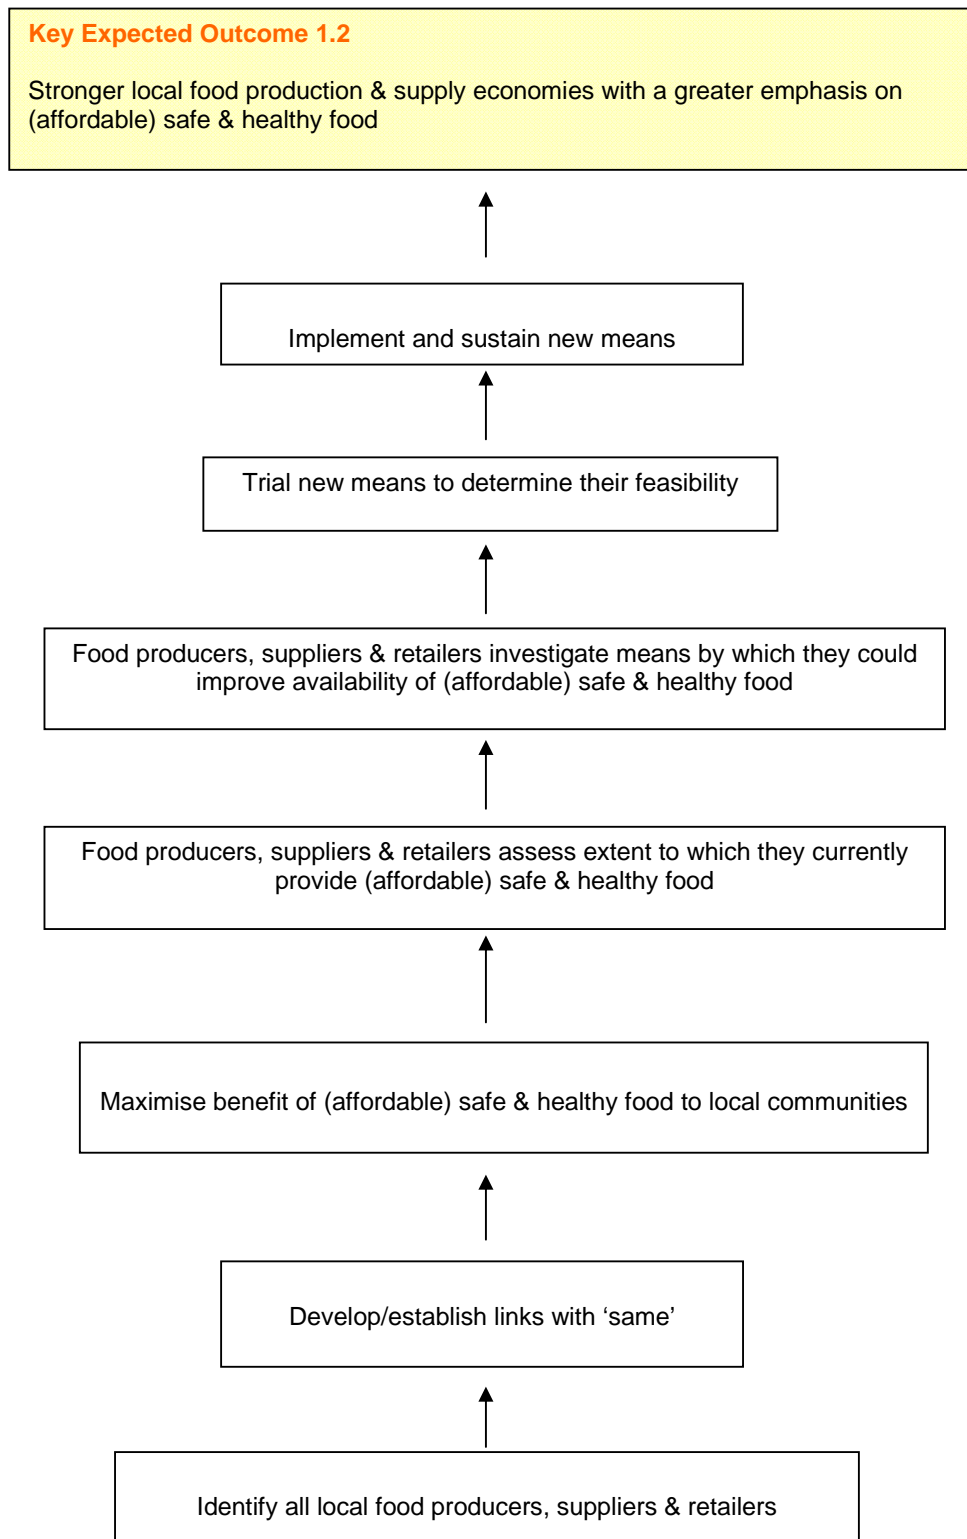 Key Expected Outcome 1.2
Stronger local food production & supply economies with a greater emphasis on
(affordable) safe & healthy food
Implement and sustain new means
Trial new means to determine their feasibility
Food producers, suppliers & retailers investigate means by which they could
improve availability of (affordable) safe & healthy food
Food producers, suppliers & retailers assess extent to which they currently
provide (affordable) safe & healthy food
Maximise benefit of (affordable) safe & healthy food to local communities
Develop/establish links with ‘same’
Identify all local food producers, suppliers & retailers